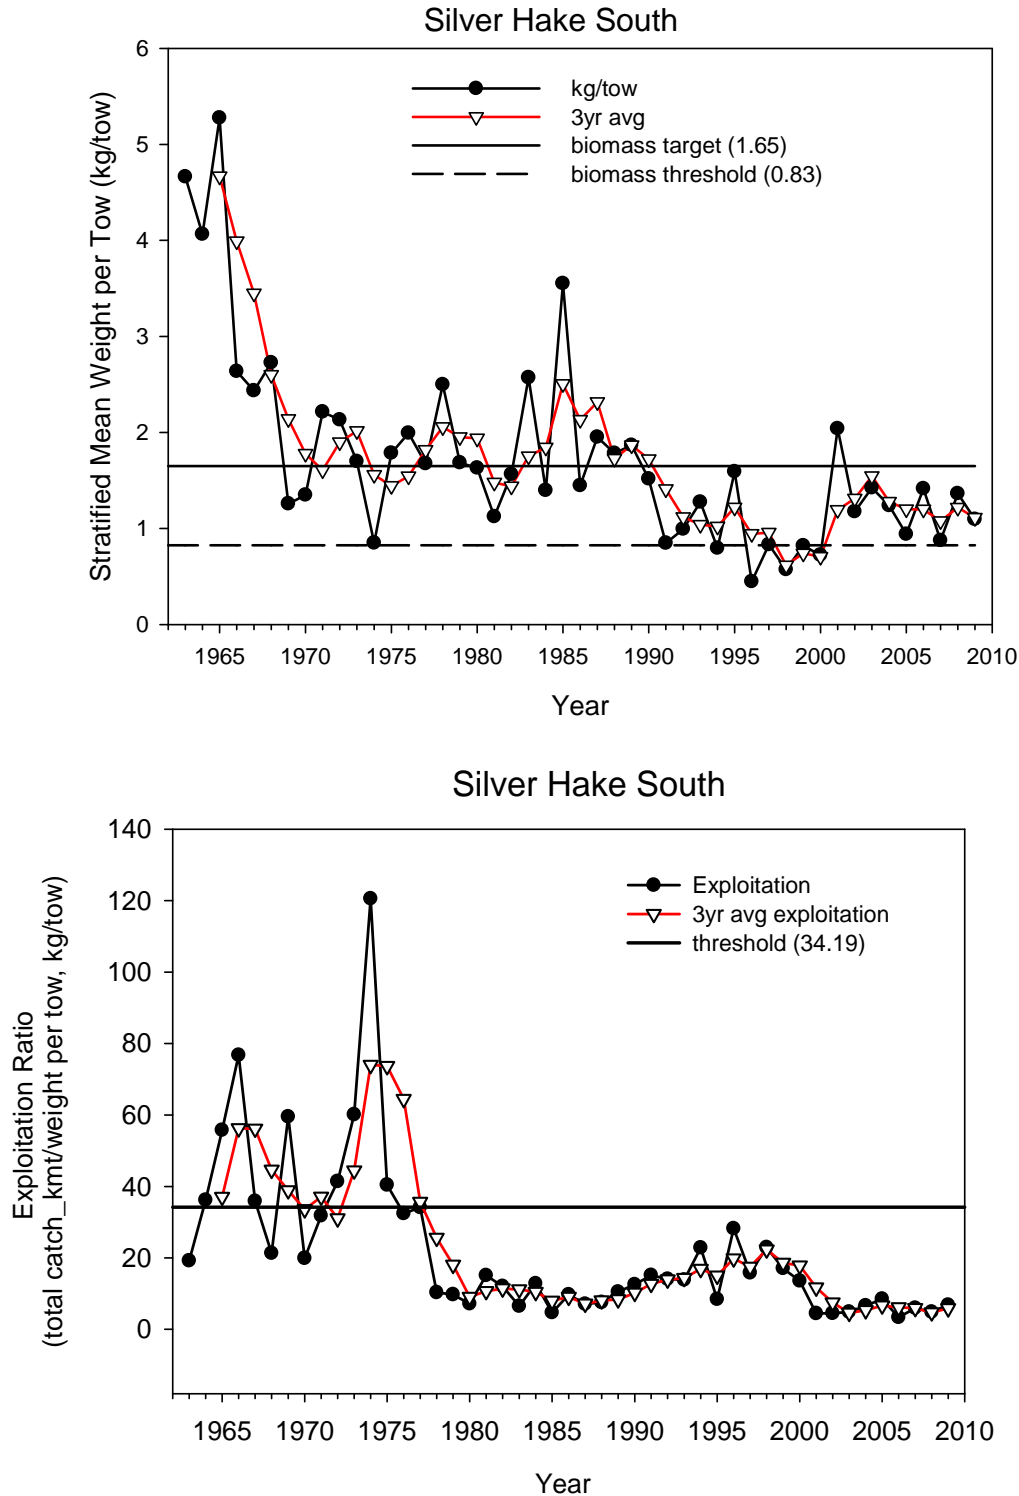 Silver Hake South
6
5
4
3
2
1
0
Stratified Mean Weight per Tow (kg/tow)
kg/tow
3yr avg
biomass target (1.65)
biomass threshold (0.83)
1965 1970 1975 1980 1985 1990 1995 2000 2005 2010
Year
Silver Hake South
140
120
100
80
60
40
20
0
Exploitation Ratio
(total catch_kmt/weight per tow, kg/tow)
Exploitation
3yr avg exploitation
threshold (34.19)
1965 1970 1975 1980 1985 1990 1995 2000 2005 2010
Year